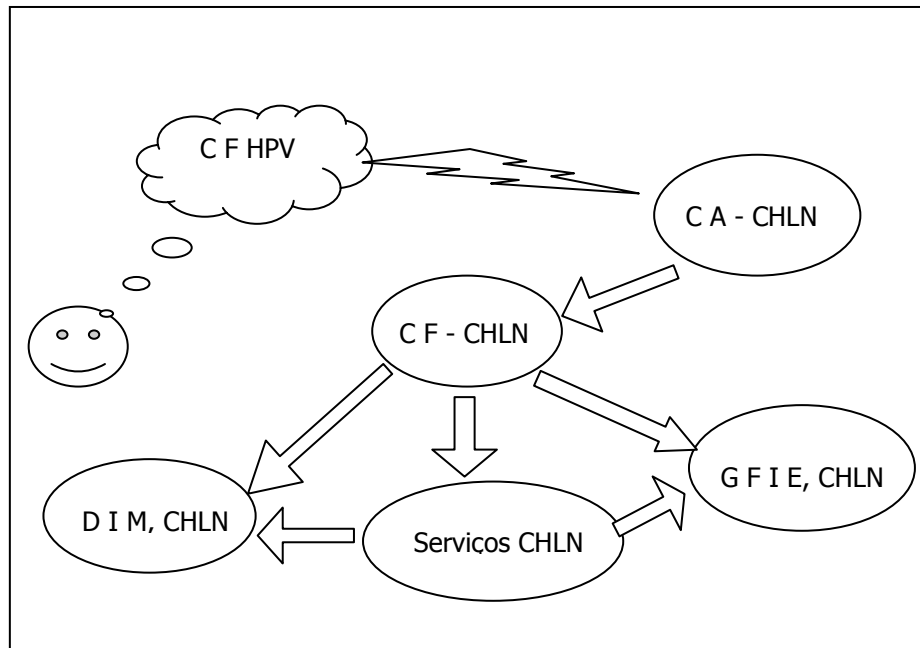 C F HPV
C A - CHLN
C F - CHLN
G F I E, CHLN
D I M, CHLN
Serviços CHLN